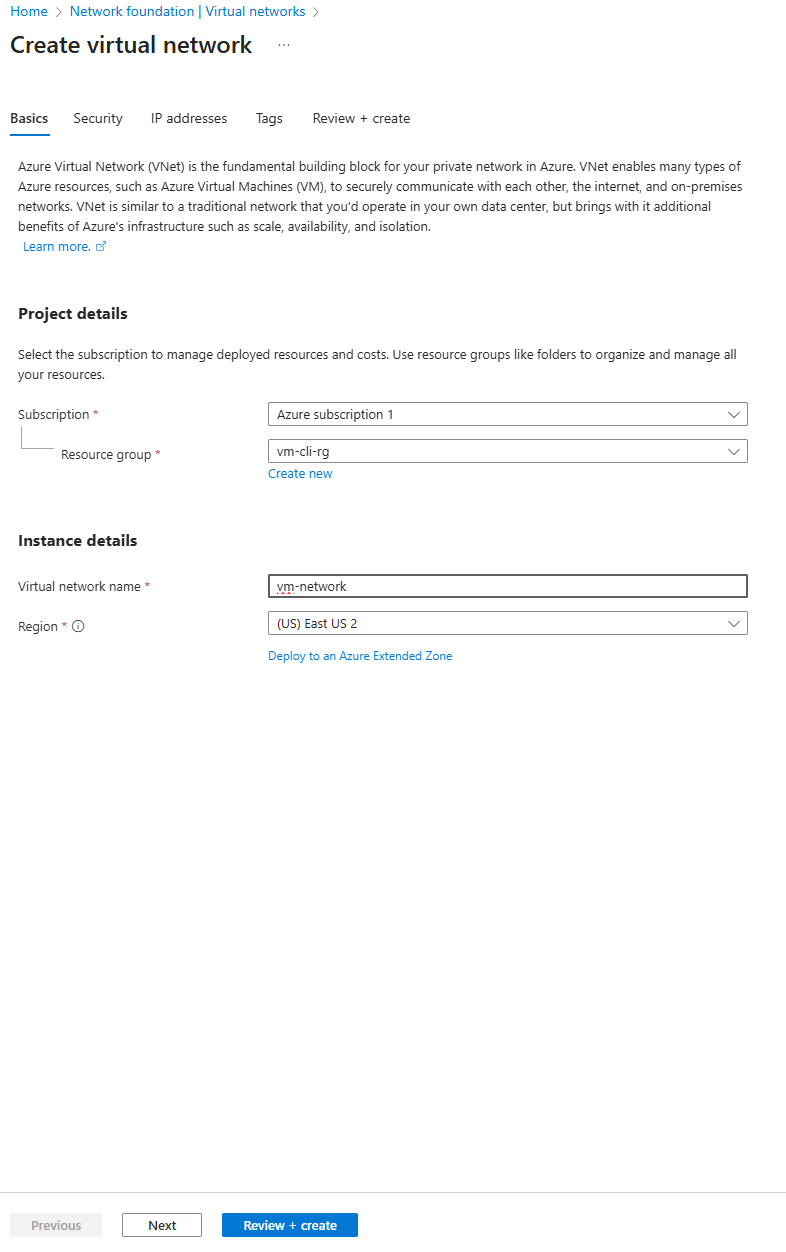 Home > Network foundation | Virtual networks >
Create virtual network ...
Basics Security IP addresses Tags Review + create
Azure Virtual Network (VNet) is the fundamental building block for your private network in Azure. VNet enables many types of
Azure resources, such as Azure Virtual Machines (VM), to securely communicate with each other, the internet, and on-premises
networks. VNet is similar to a traditional network that you'd operate in your own data center, but brings with it additional
benefits of Azure's infrastructure such as scale, availability, and isolation.
Learn more.
Project details
Select the subscription to manage deployed resources and costs. Use resource groups like folders to organize and manage all
your resources.
Subscription * Azure subscription 1
Resource group * vm-cli-rg
Create new
Instance details
Virtual network name * vm-network
Region * (US) East US 2
Deploy to an Azure Extended Zone
Previous Next Review + create